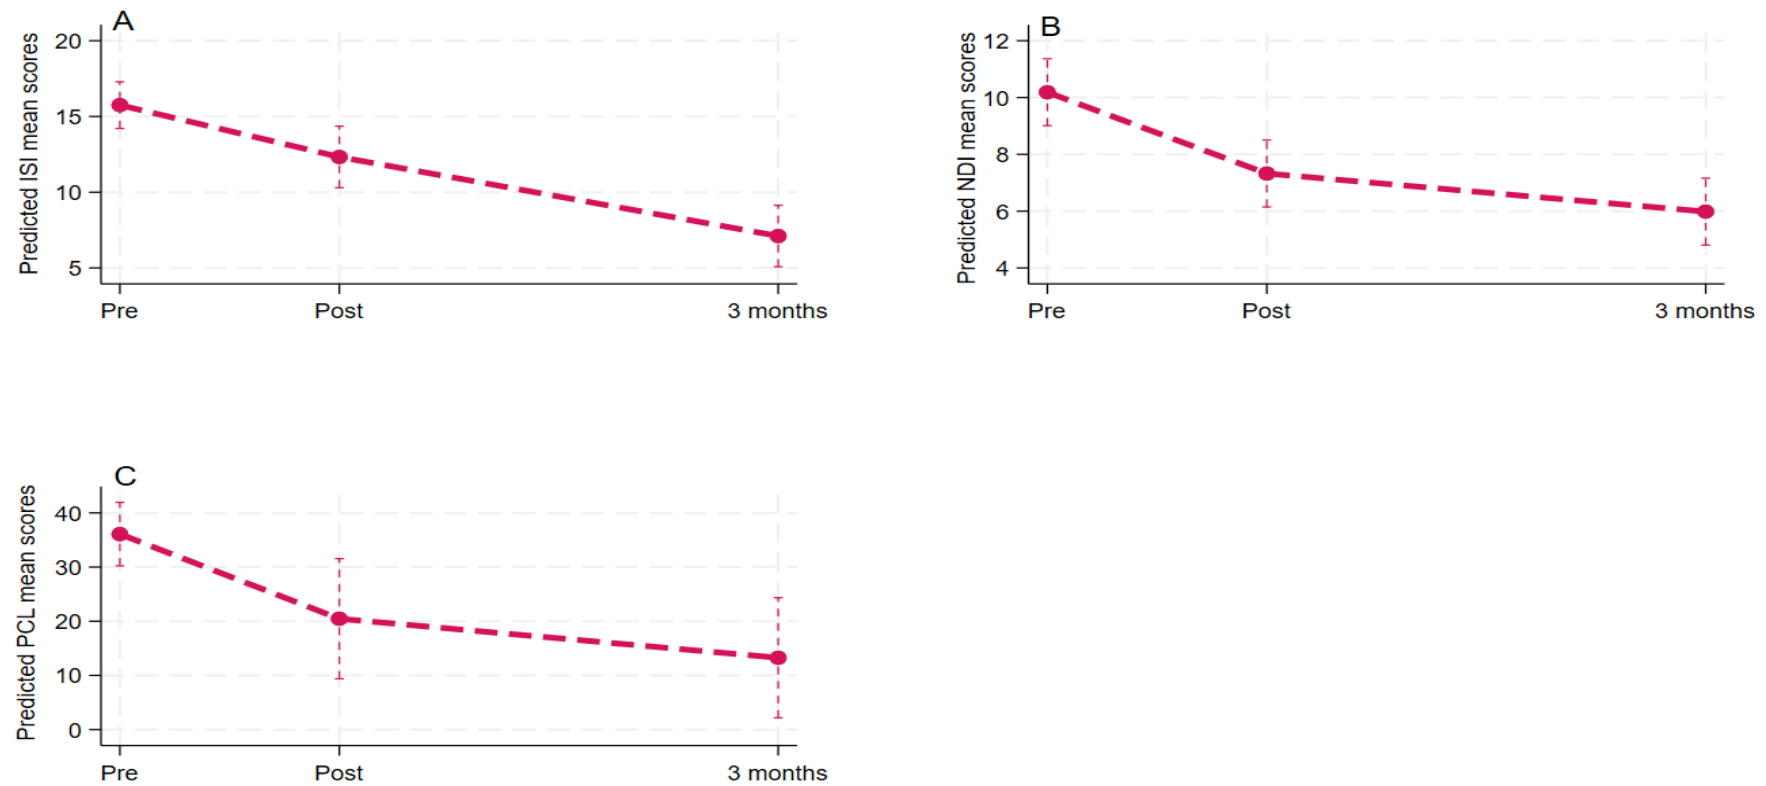 A
Predicted ISI mean scores
20
15
10
5
Pre
Post
3 months
B
Predicted NDI mean scores
12
10
8
6
4
Pre
Post
3 months
C
Predicted PCL mean scores
40
30
20
10
0
Pre
Post
3 months